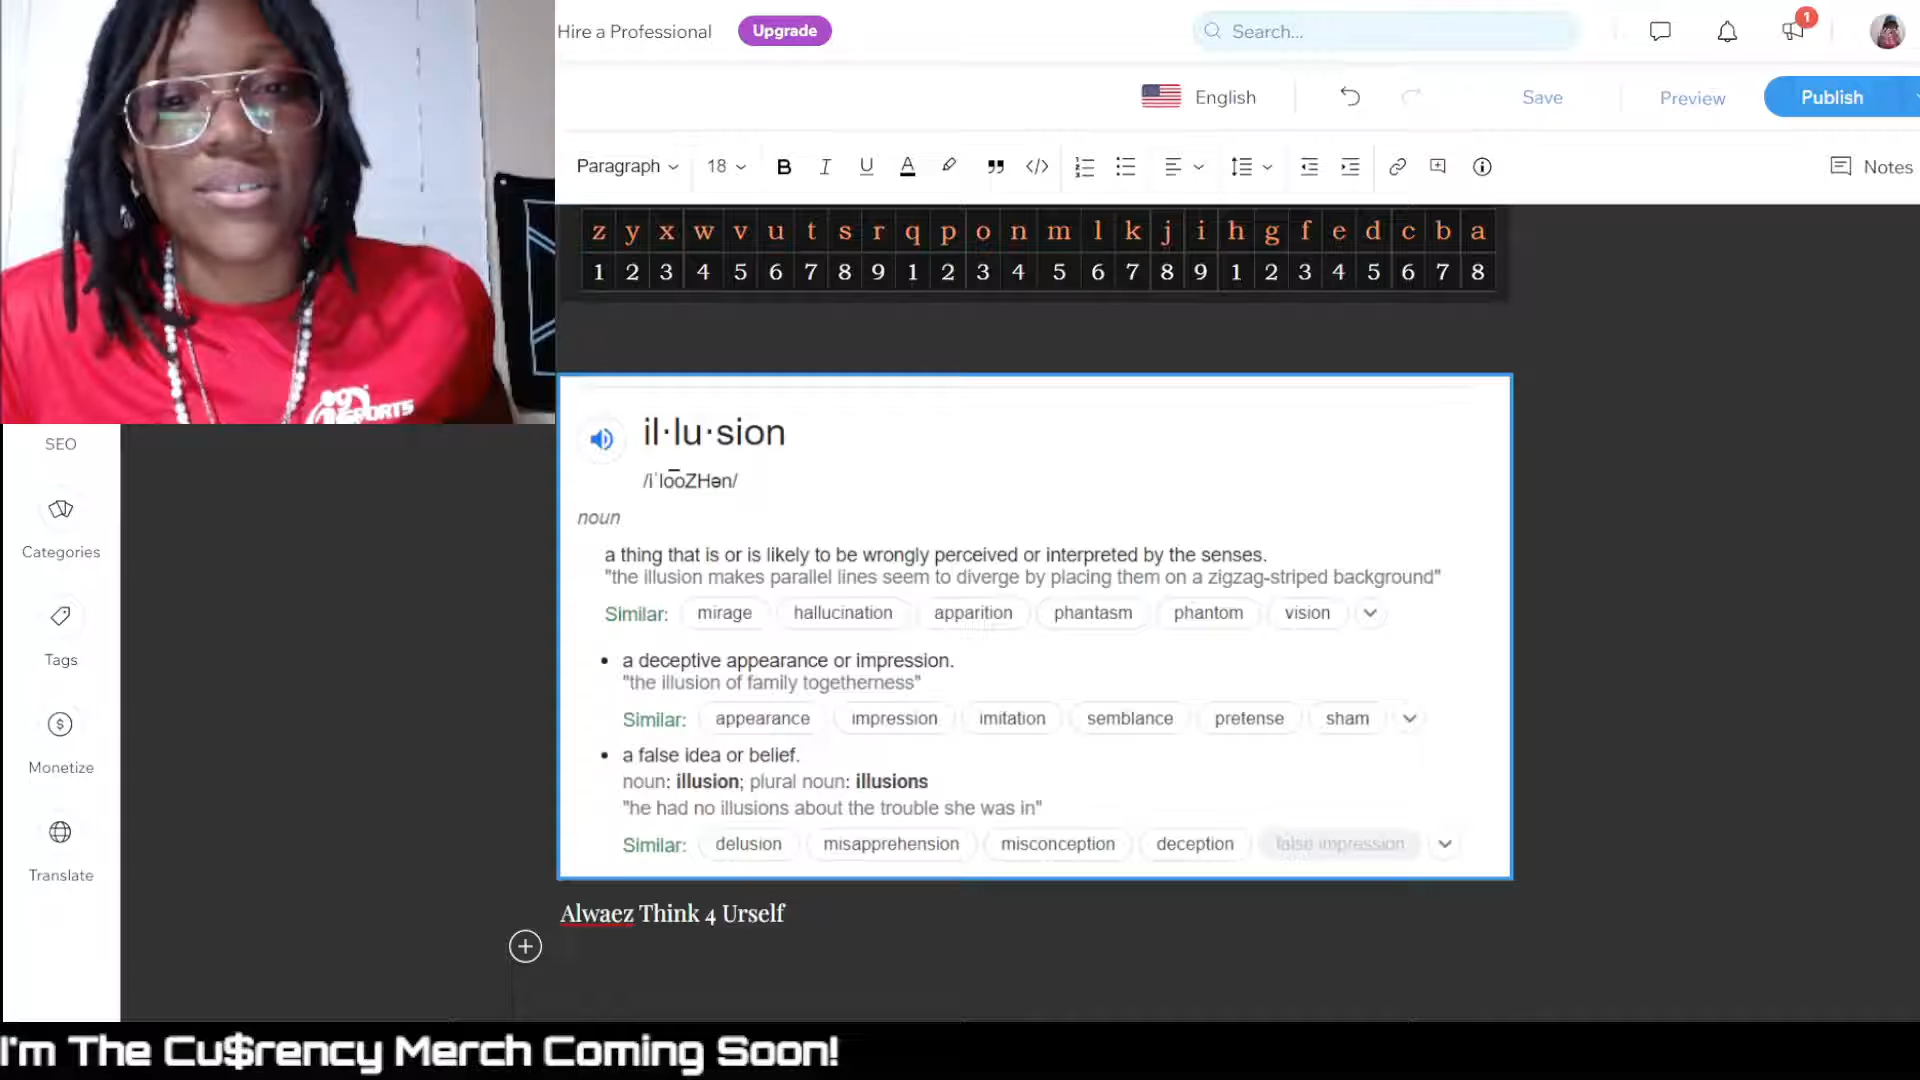 Hire a Professional
Upgrade
Search...
1
English
Save
Preview
Publish
Paragraph
18
B I U A
Notes
z y x w v u t s r q p o n m l k j i h g f e d c b a
1 2 3 4 5 6 7 8 9 1 2 3 4 5 6 7 8 9 1 2 3 4 5 6 7 8
SPORTS
il·lu·sion
/iˈlo͞oZHən/
noun
a thing that is or is likely to be wrongly perceived or interpreted by the senses.
"the illusion makes parallel lines seem to diverge by placing them on a zigzag-striped background"
Similar: mirage hallucination apparition phantasm phantom vision
• a deceptive appearance or impression.
"the illusion of family togetherness"
Similar: appearance impression imitation semblance pretense sham
• a false idea or belief.
noun: illusion; plural noun: illusions
"he had no illusions about the trouble she was in"
Similar: delusion misapprehension misconception deception false impression
Alwaez Think 4 Urself
SEO
Categories
Tags
Monetize
Translate
I'm The Cu$rency Merch Coming Soon!